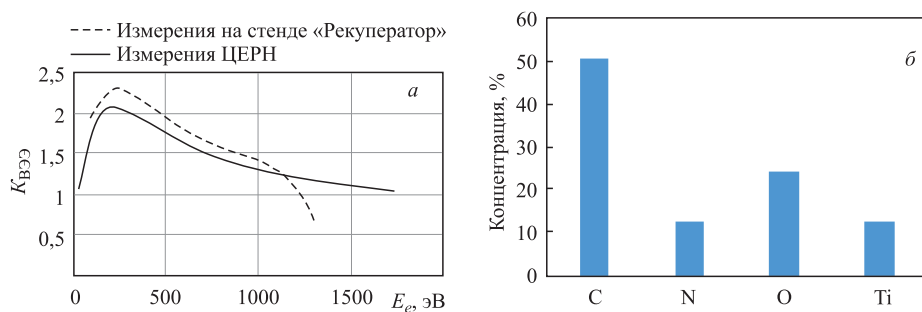 Измерения на стенде «Рекуператор»
Измерения ЦЕРН
2,5
2
1,5
1
0,5
0
500
1000
1500
E_e, эВ
K_ВЭЭ
а
60
50
40
30
20
10
0
C
N
O
Ti
Концентрация, %
б